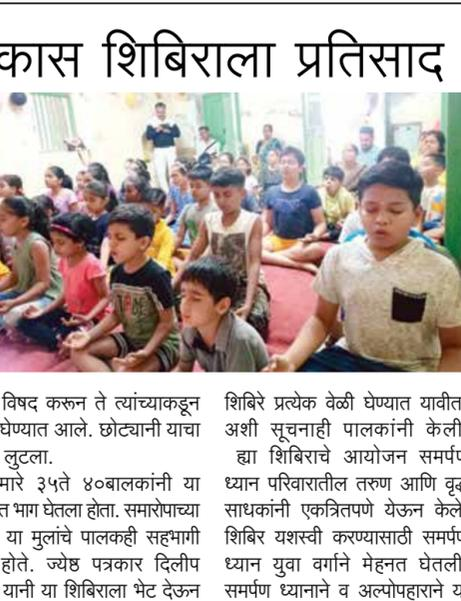 कास शिबिराला प्रतिसाद
विषद करून ते त्यांच्याकडून
घेण्यात आले. छोट्यानी याचा
लुटला.
मारे ३५ते ४०बालकांनी या
त भाग घेतला होता. समारोपाच्या
या मुलांचे पालकही सहभागी
होते. ज्येष्ठ पत्रकार दिलीप
यानी या शिबिराला भेट देऊन
शिबिरे प्रत्येक वेळी घेण्यात यावीत
अशी सूचनाही पालकांनी केली
ह्या शिबिराचे आयोजन समर्पण
ध्यान परिवारातील तरुण आणि वृद्ध
साधकांनी एकत्रितपणे येऊन केले
शिबिर यशस्वी करण्यासाठी समर्पण
ध्यान युवा वर्गाने मेहनत घेतली
समर्पण ध्यानाने व अल्पोपहाराने य